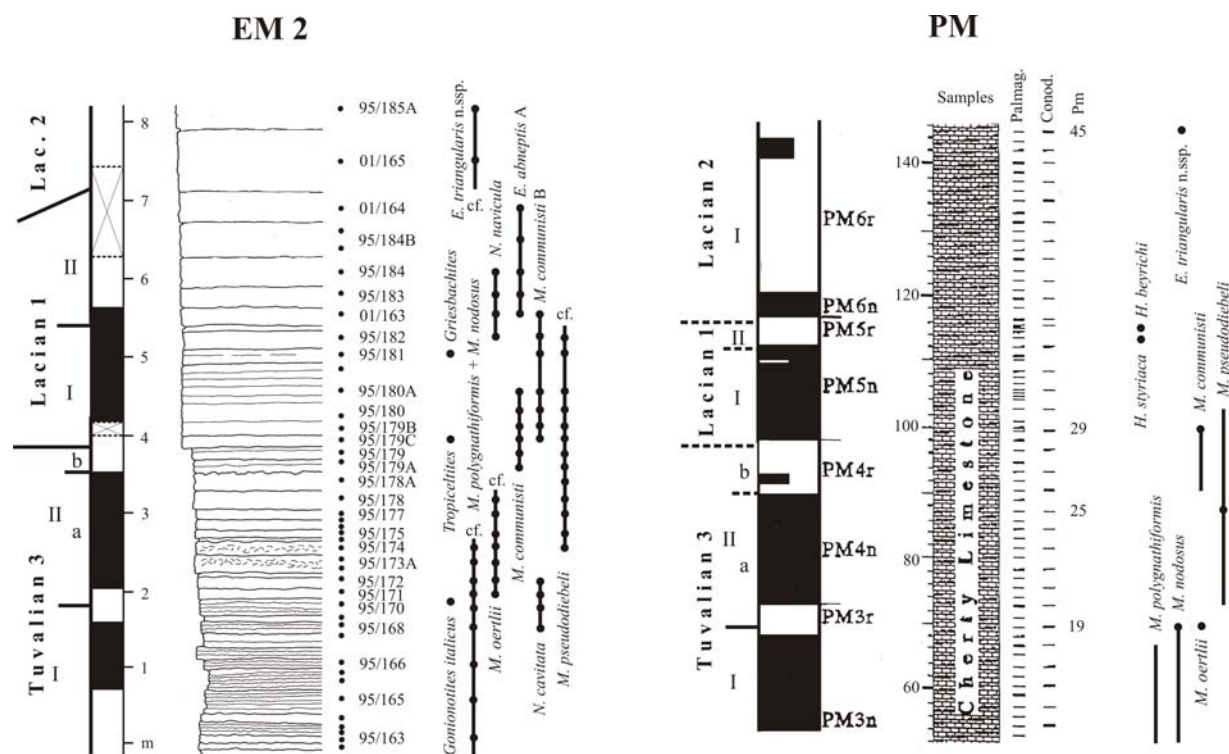 EM 2
PM
Lac. 2
Lacian 1
Tuvalian 3
II
I
b
II
a
I
8
7
6
5
4
3
2
1
m
95/185A
01/165
01/164
95/184B
95/184
95/183
01/163
95/182
95/181
95/180A
95/180
95/179B
95/179C
95/179
95/179A
95/178A
95/178
95/177
95/175
95/174
95/173A
95/172
95/171
95/170
95/168
95/166
95/165
95/163
Gonionotites italicus
Tropiceltites
Griesbachites
M. polygnathiformis + M. nodosus
cf.
E. triangularis n.ssp.
cf.
M. oertlii
cf.
N. navicula
M. communisti
E. abneptis A
N. cavitata
M. communisti B
M. pseudodiebeli
cf.
Lacian 2
Lacian 1
Tuvalian 3
I
II
I
b
II
a
I
PM6r
PM6n
PM5r
PM5n
PM4r
PM4n
PM3r
PM3n
Samples
Palmag.
Conod.
Pm
140
120
100
80
60
Cherty Limestone
45
29
25
19
H. styriaca
H. beyrichi
E. triangularis n.ssp.
M. communisti
M. pseudodiebeli
M. polygnathiformis
M. nodosus
M. oertlii